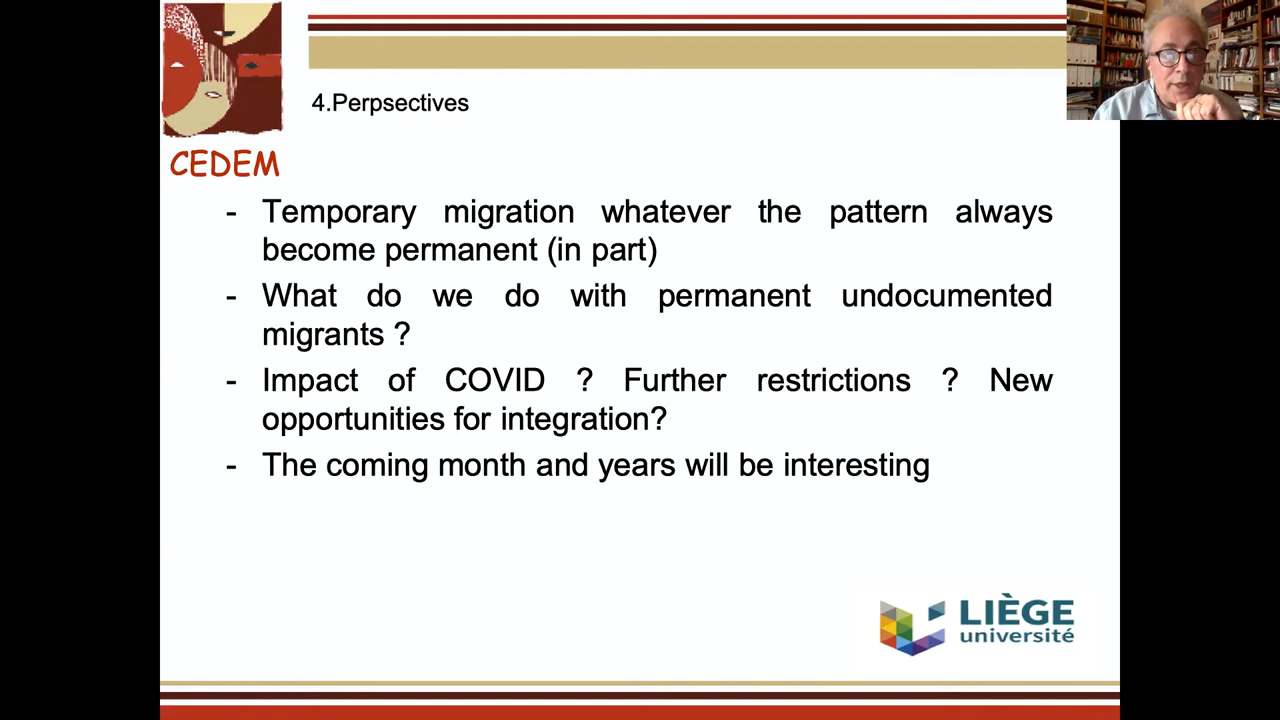 4.Perpsectives
CEDEM
- Temporary migration whatever the pattern always
become permanent (in part)
- What do we do with permanent undocumented
migrants ?
- Impact of COVID ? Further restrictions ? New
opportunities for integration?
- The coming month and years will be interesting
LIÈGE
université